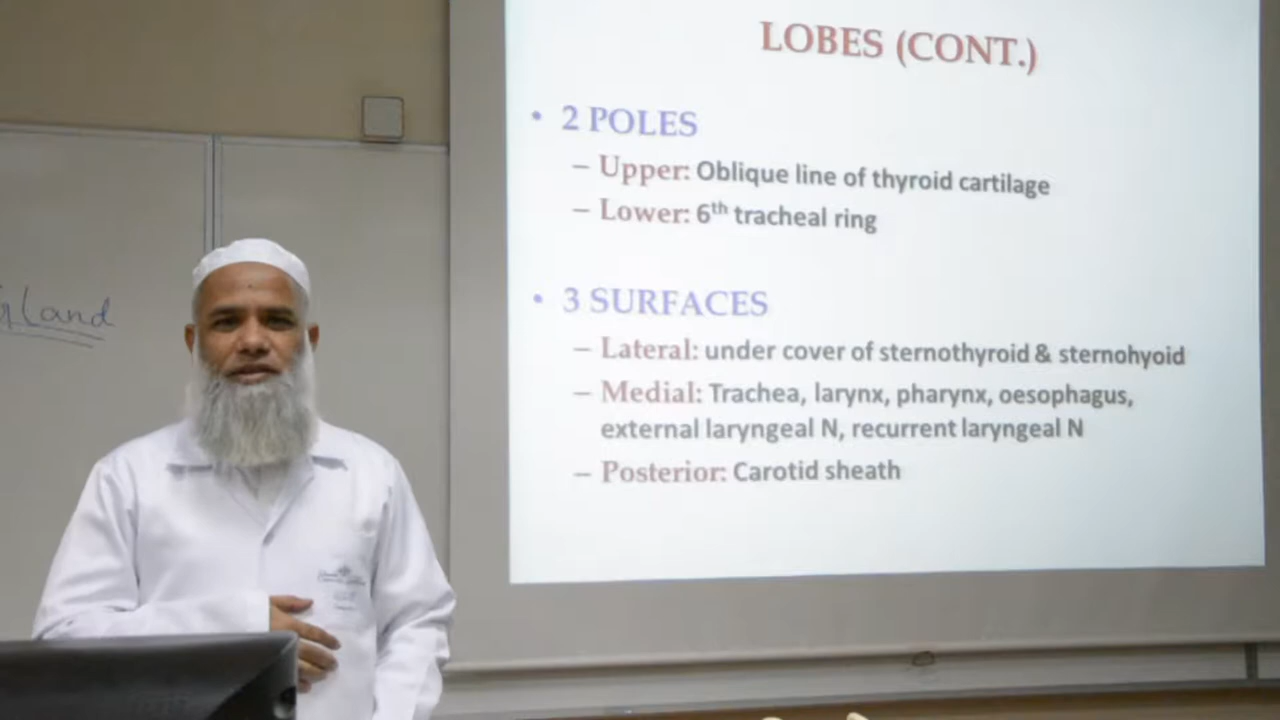 LOBES (CONT.)
• 2 POLES
– Upper: Oblique line of thyroid cartilage
– Lower: 6th tracheal ring
• 3 SURFACES
– Lateral: under cover of sternothyroid & sternohyoid
– Medial: Trachea, larynx, pharynx, oesophagus,
external laryngeal N, recurrent laryngeal N
– Posterior: Carotid sheath
Gland